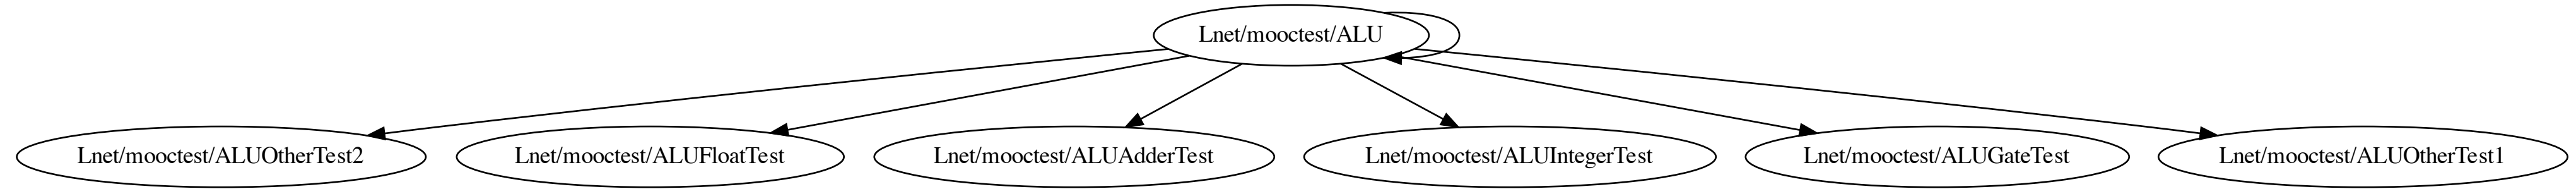 Lnet/mooctest/ALU
Lnet/mooctest/ALUOtherTest2
Lnet/mooctest/ALUFloatTest
Lnet/mooctest/ALUAdderTest
Lnet/mooctest/ALUIntegerTest
Lnet/mooctest/ALUGateTest
Lnet/mooctest/ALUOtherTest1